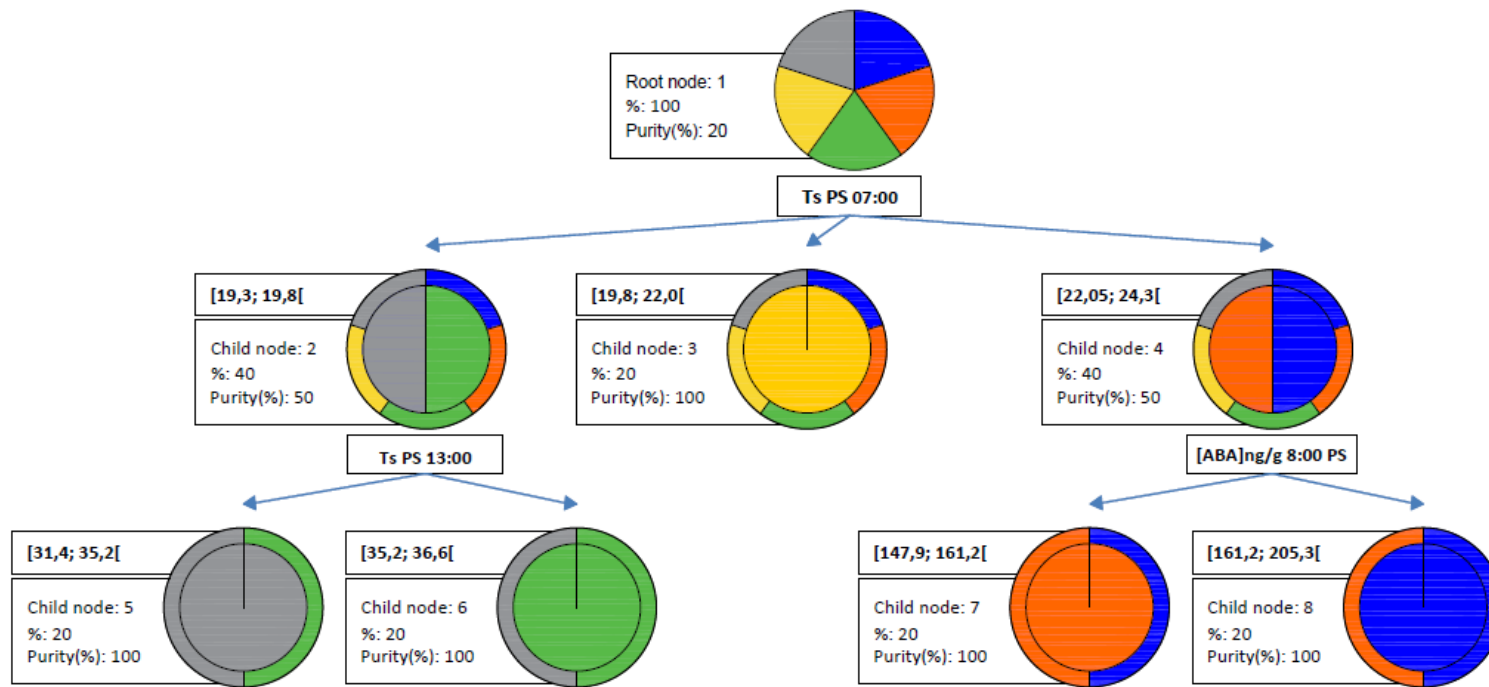 Root node: 1
%: 100
Purity(%): 20
Ts PS 07:00
[19,3; 19,8[
Child node: 2
%: 40
Purity(%): 50
[19,8; 22,0[
Child node: 3
%: 20
Purity(%): 100
[22,05; 24,3[
Child node: 4
%: 40
Purity(%): 50
Ts PS 13:00
[ABA]ng/g 8:00 PS
[31,4; 35,2[
Child node: 5
%: 20
Purity(%): 100
[35,2; 36,6[
Child node: 6
%: 20
Purity(%): 100
[147,9; 161,2[
Child node: 7
%: 20
Purity(%): 100
[161,2; 205,3[
Child node: 8
%: 20
Purity(%): 100